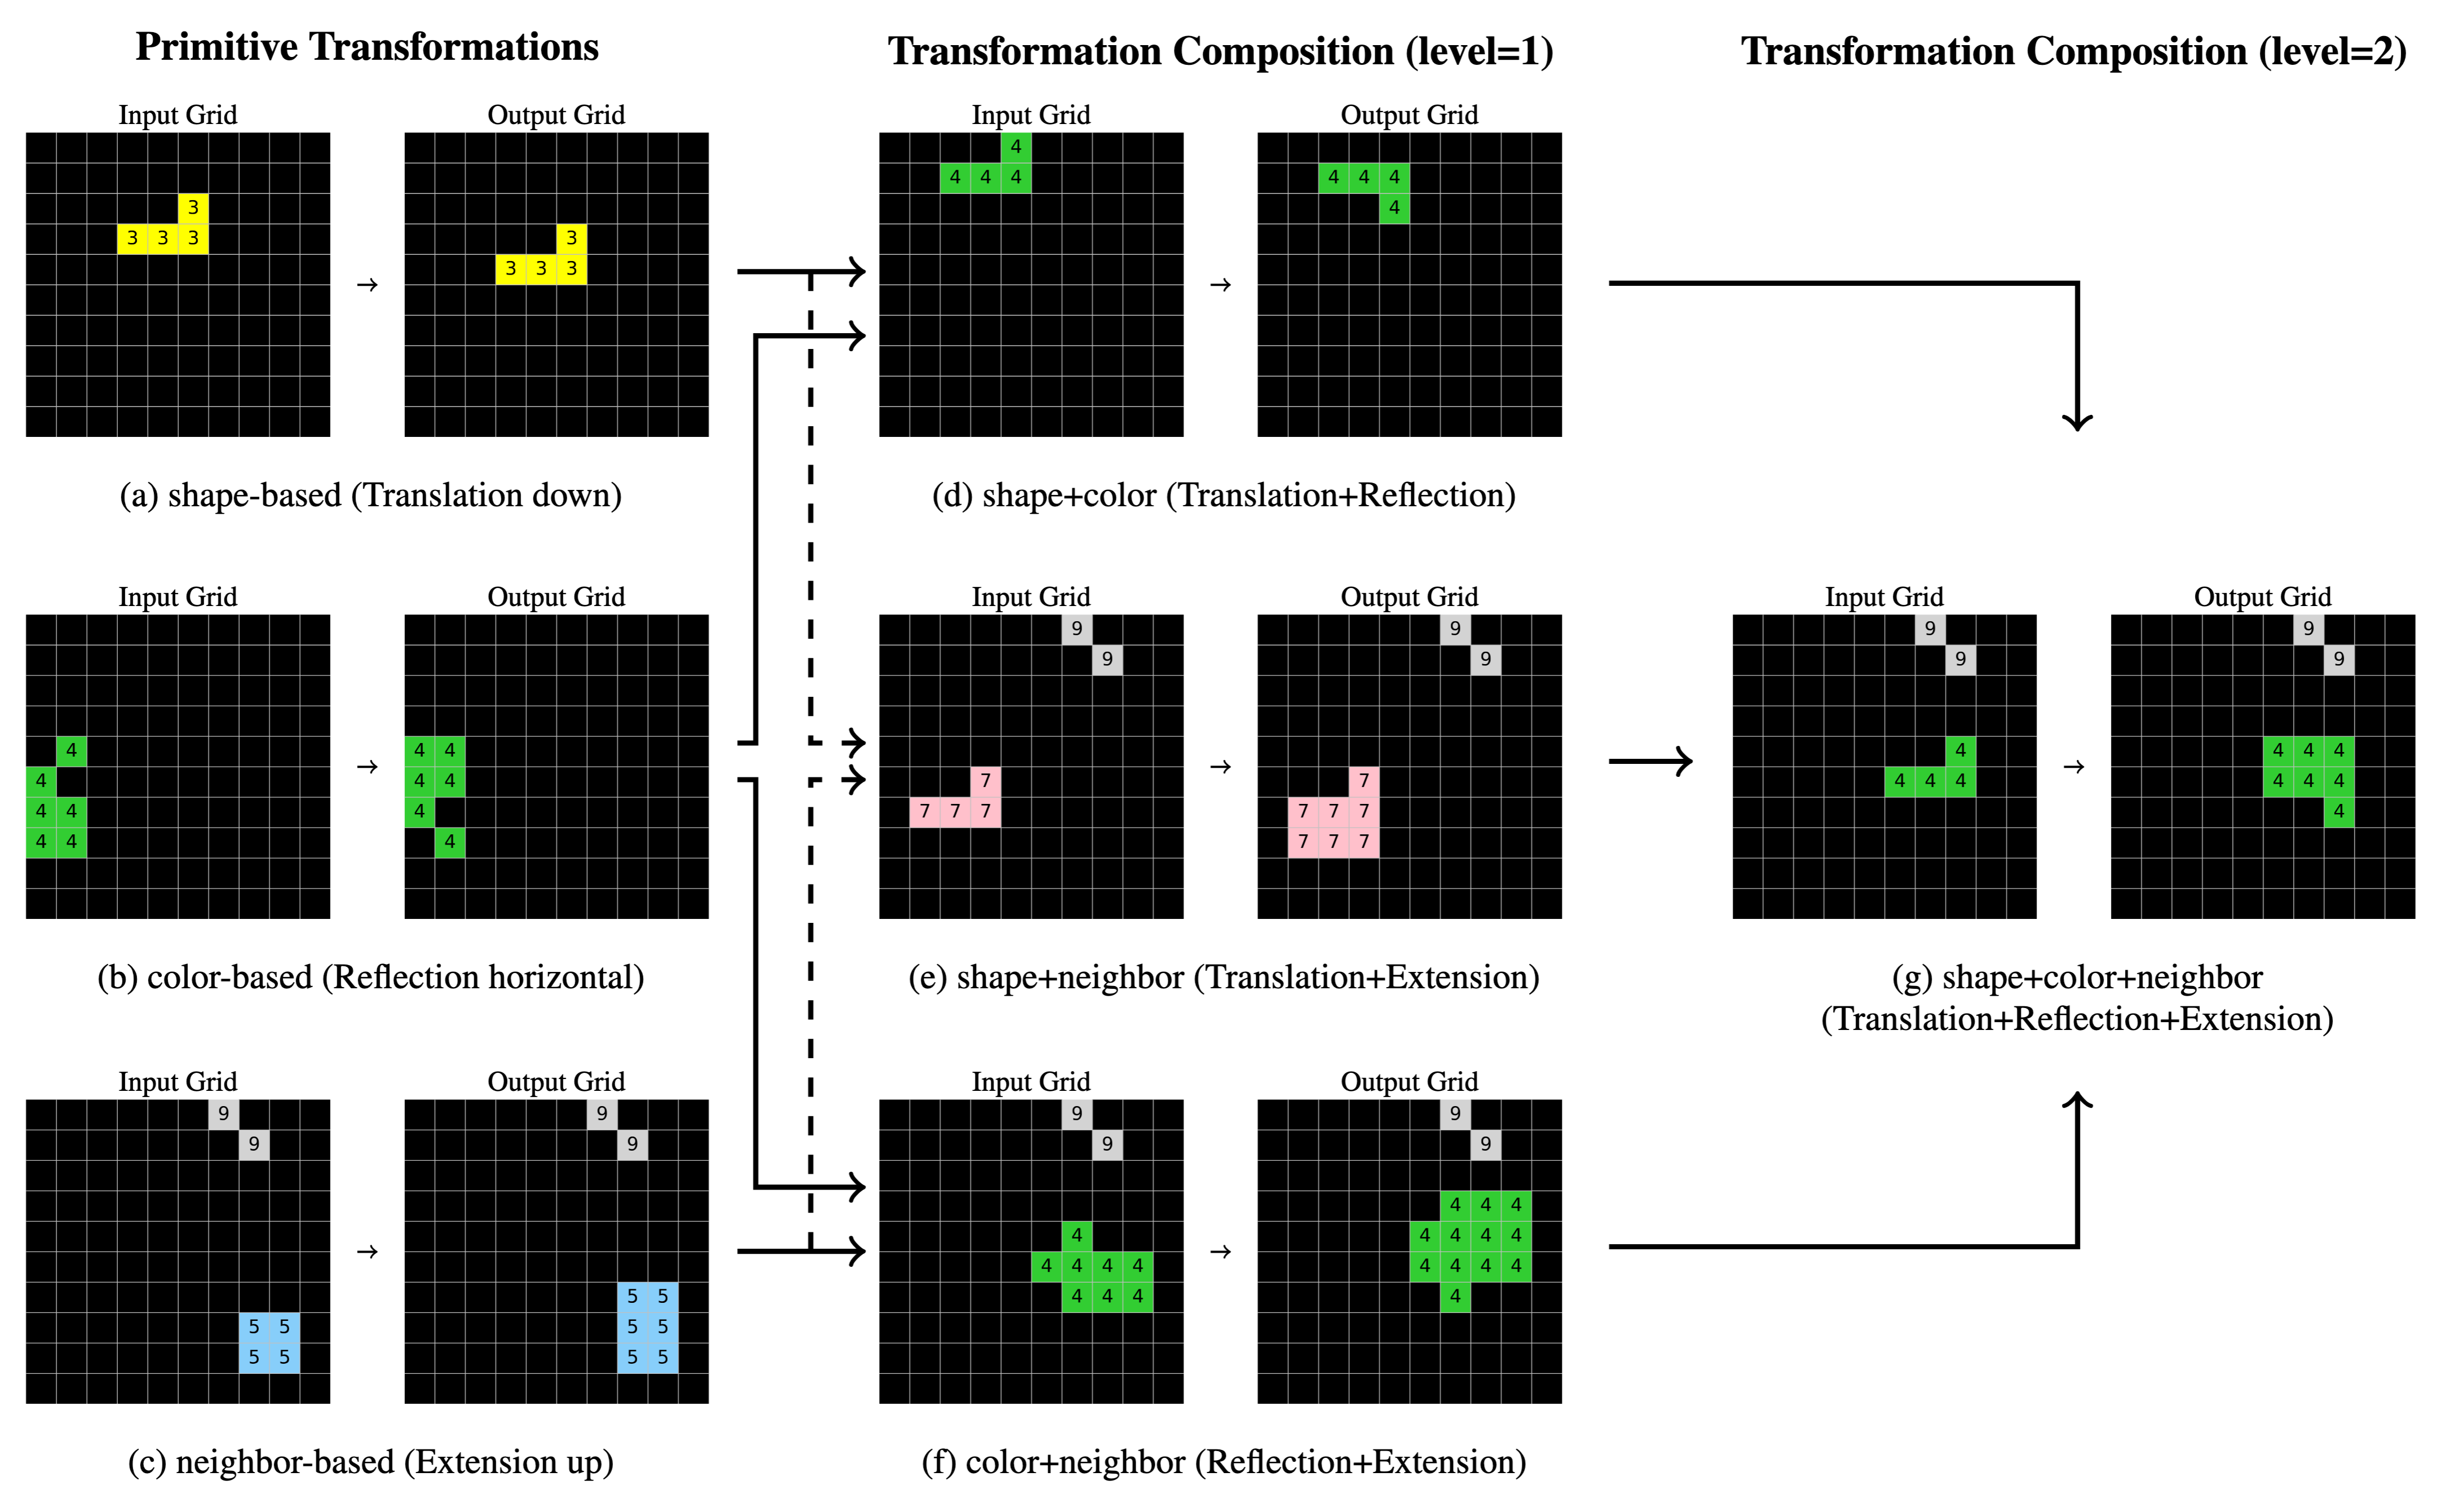 Primitive Transformations
Transformation Composition (level=1)
Transformation Composition (level=2)
Input Grid
Output Grid
3
3 3 3
→
3
3 3 3
(a) shape-based (Translation down)
Input Grid
Output Grid
4
4 4 4
→
4 4 4
4
(d) shape+color (Translation+Reflection)
Input Grid
Output Grid
4
4
4 4
4 4
→
4 4
4 4
4
4
(b) color-based (Reflection horizontal)
Input Grid
Output Grid
9
9
7
7 7 7
→
9
9
7
7 7 7
7 7 7
(e) shape+neighbor (Translation+Extension)
Input Grid
Output Grid
9
9
4
4 4 4
→
9
9
4 4 4
4 4 4
4
(g) shape+color+neighbor
(Translation+Reflection+Extension)
Input Grid
Output Grid
9
9
5 5
5 5
→
9
9
5 5
5 5
5 5
(c) neighbor-based (Extension up)
Input Grid
Output Grid
9
9
4
4 4 4 4
4 4 4
→
9
9
4 4 4
4 4 4 4
4 4 4 4
4
(f) color+neighbor (Reflection+Extension)